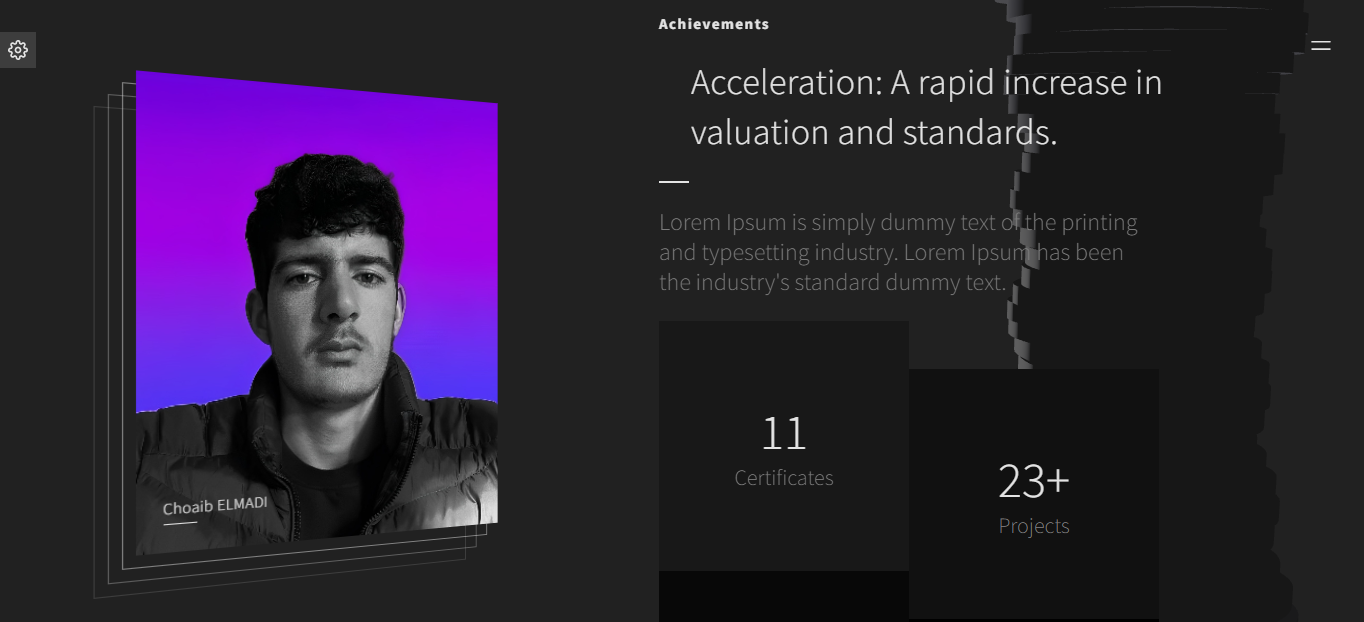 Achievements
Acceleration: A rapid increase in
valuation and standards.
Lorem Ipsum is simply dummy text of the printing
and typesetting industry. Lorem Ipsum has been
the industry's standard dummy text.
11
Certificates
23+
Projects
Choaib ELMADI